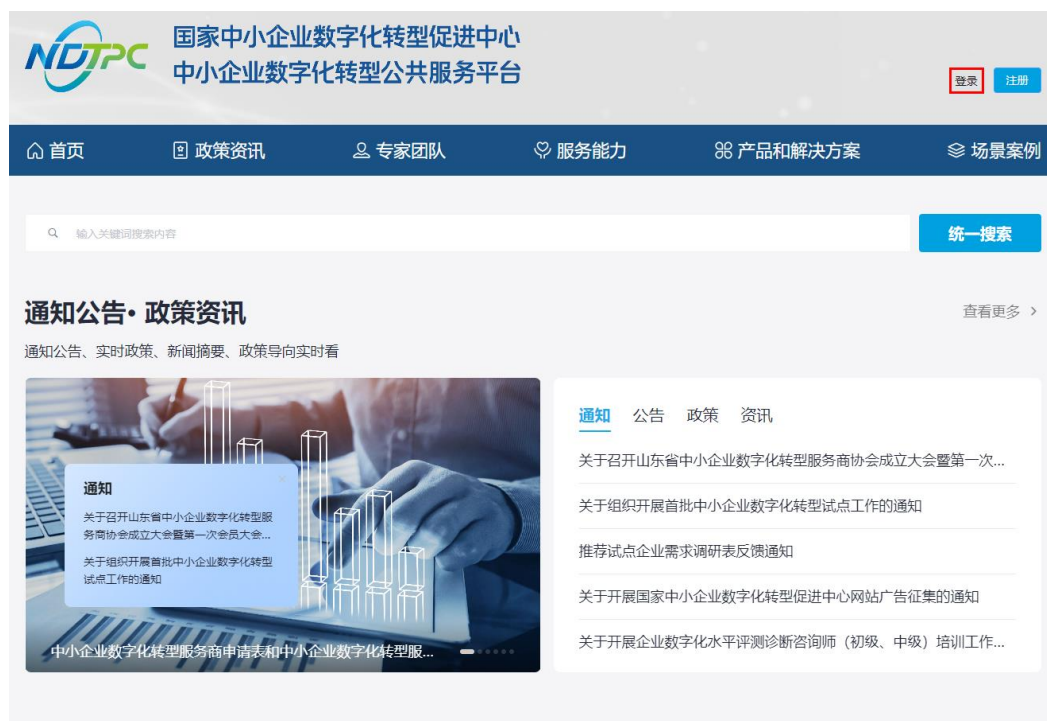 NDTPC
国家中小企业数字化转型促进中心
中小企业数字化转型公共服务平台
登录 注册
首页 政策资讯 专家团队 服务能力 产品和解决方案 场景案例
输入关键词搜索内容 统一搜索
通知公告• 政策资讯 查看更多 >
通知公告、实时政策、新闻摘要、政策导向实时看
通知
关于召开山东省中小企业数字化转型服
务商协会成立大会暨第一次会员大会...
关于组织开展首批中小企业数字化转型
试点工作的通知
中小企业数字化转型服务商申请表和中小企业数字化转型服...
通知 公告 政策 资讯
关于召开山东省中小企业数字化转型服务商协会成立大会暨第一次...
关于组织开展首批中小企业数字化转型试点工作的通知
推荐试点企业需求调研表反馈通知
关于开展国家中小企业数字化转型促进中心网站广告征集的通知
关于开展企业数字化水平评测诊断咨询师（初级、中级）培训工作...